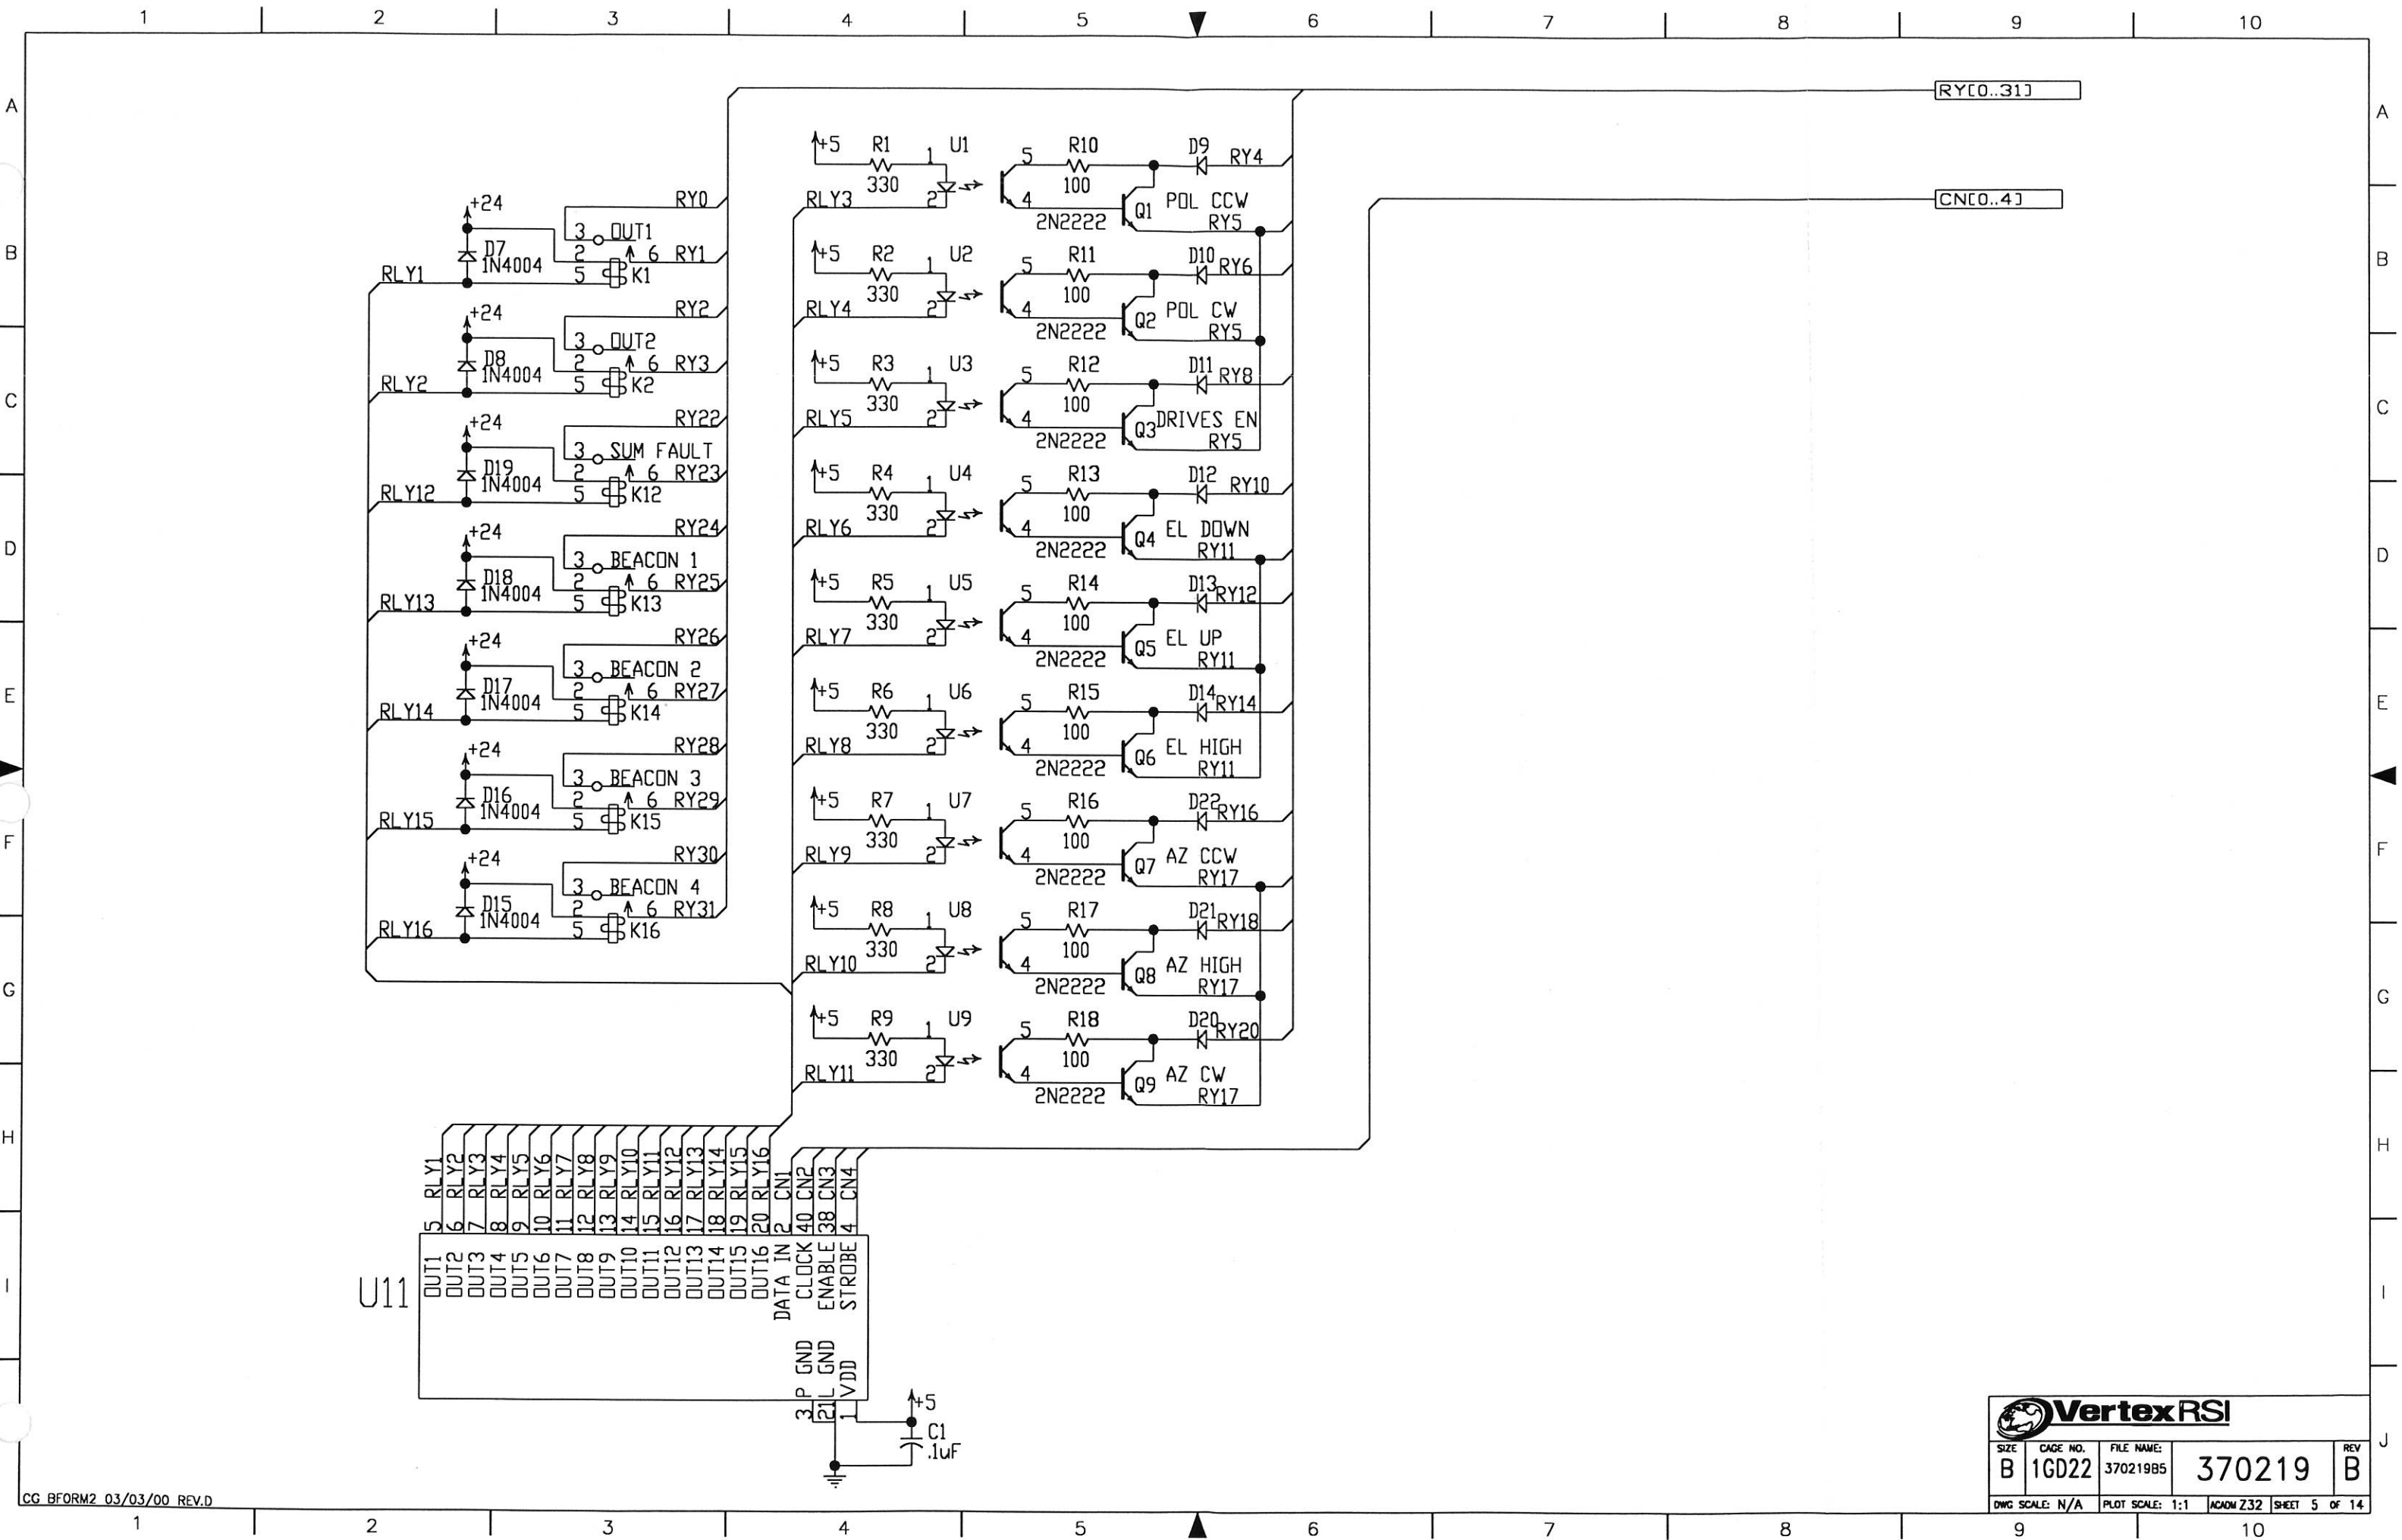 1 2 3 4 5 6 7 8 9 10
A A
RY[0..31]
CN[0..4]
B B
C C
D D
E E
F F
G G
H H
I I
J
+24
RY0
3 OUT1
D7
1N4004
2 6 RY1
RLY1
5 K1
+24
RY2
3 OUT2
D8
1N4004
2 6 RY3
RLY2
5 K2
+24
RY22
3 SUM FAULT
D19
1N4004
2 6 RY23
RLY12
5 K12
+24
RY24
3 BEACON 1
D18
1N4004
2 6 RY25
RLY13
5 K13
+24
RY26
3 BEACON 2
D17
1N4004
2 6 RY27
RLY14
5 K14
+24
RY28
3 BEACON 3
D16
1N4004
2 6 RY29
RLY15
5 K15
+24
RY30
3 BEACON 4
D15
1N4004
2 6 RY31
RLY16
5 K16
+5 R1 1 U1 5 R10 D9 RY4
330 100
RLY3 2 4 Q1 POL CCW
2N2222 RY5
+5 R2 1 U2 5 R11 D10 RY6
330 100
RLY4 2 4 Q2 POL CW
2N2222 RY5
+5 R3 1 U3 5 R12 D11 RY8
330 100
RLY5 2 4 Q3 DRIVES EN
2N2222 RY5
+5 R4 1 U4 5 R13 D12 RY10
330 100
RLY6 2 4 Q4 EL DOWN
2N2222 RY11
+5 R5 1 U5 5 R14 D13 RY12
330 100
RLY7 2 4 Q5 EL UP
2N2222 RY11
+5 R6 1 U6 5 R15 D14 RY14
330 100
RLY8 2 4 Q6 EL HIGH
2N2222 RY11
+5 R7 1 U7 5 R16 D22 RY16
330 100
RLY9 2 4 Q7 AZ CCW
2N2222 RY17
+5 R8 1 U8 5 R17 D21 RY18
330 100
RLY10 2 4 Q8 AZ HIGH
2N2222 RY17
+5 R9 1 U9 5 R18 D20 RY20
330 100
RLY11 2 4 Q9 AZ CW
2N2222 RY17
U11
OUT1 5 RLY1
OUT2 6 RLY2
OUT3 7 RLY3
OUT4 8 RLY4
OUT5 9 RLY5
OUT6 10 RLY6
OUT7 11 RLY7
OUT8 12 RLY8
OUT9 13 RLY9
OUT10 14 RLY10
OUT11 15 RLY11
OUT12 16 RLY12
OUT13 17 RLY13
OUT14 18 RLY14
OUT15 19 RLY15
OUT16 20 RLY16
DATA IN 2 CN1
CLOCK 40 CN2
ENABLE 38 CN3
STROBE 4 CN4
3 P GND
21 L GND
1 VDD
+5
C1
.1uF
VertexRSI
SIZE CAGE NO. FILE NAME: REV
B 1GD22 370219B5 370219 B
DWG SCALE: N/A PLOT SCALE: 1:1 ACADM Z32 SHEET 5 OF 14
CG BFORM2 03/03/00 REV.D
1 2 3 4 5 6 7 8 9 10